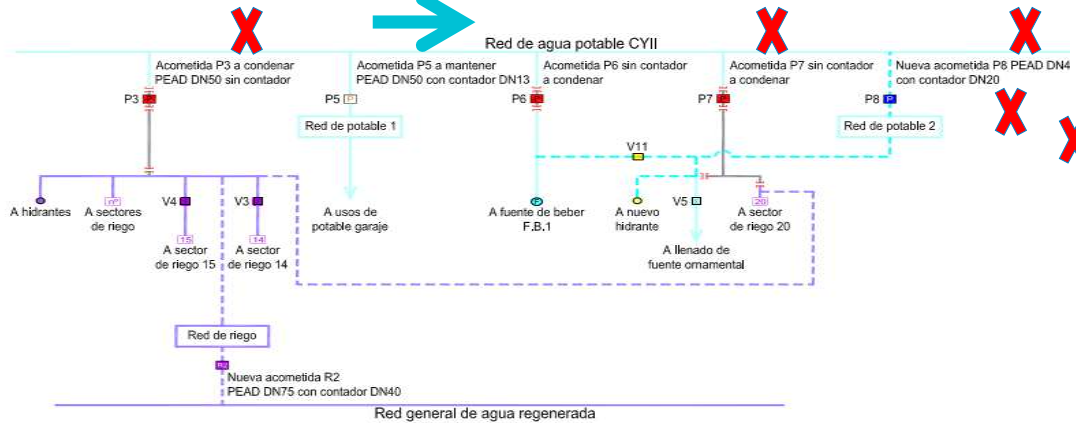 Red de agua potable CYII
Acometida P3 a condenar
PEAD DN50 sin contador
Acometida P5 a mantener
PEAD DN50 con contador DN13
Acometida P6 sin contador
a condenar
Acometida P7 sin contador
a condenar
Nueva acometida P8 PEAD DN4
con contador DN20
P3
P
P5
P
P6
P
P7
P
P8
P
Red de potable 1
Red de potable 2
V11
A hidrantes
nº
A sectores
de riego
V4
15
A sector
de riego 15
V3
14
A sector
de riego 14
A usos de
potable garaje
F
A fuente de beber
F.B.1
A nuevo
hidrante
V5
A llenado de
fuente ornamental
20
A sector
de riego 20
Red de riego
R2
Nueva acometida R2
PEAD DN75 con contador DN40
Red general de agua regenerada